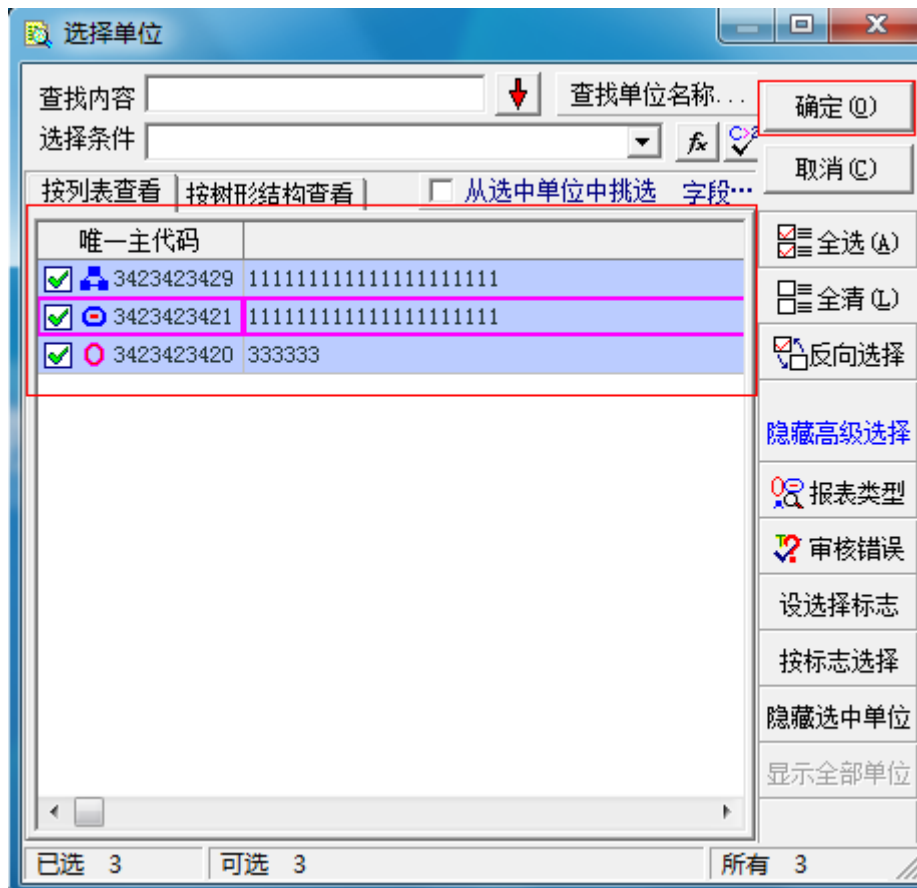 选择单位
查找内容
查找单位名称...
确定(O)
选择条件
fx
取消(C)
按列表查看
按树形结构查看
从选中单位中挑选
字段…
唯一主代码
3423423429 1111111111111111111111
3423423421 1111111111111111111111
3423423420 333333
全选(A)
全清(L)
反向选择
隐藏高级选择
报表类型
审核错误
设选择标志
按标志选择
隐藏选中单位
显示全部单位
已选 3
可选 3
所有 3